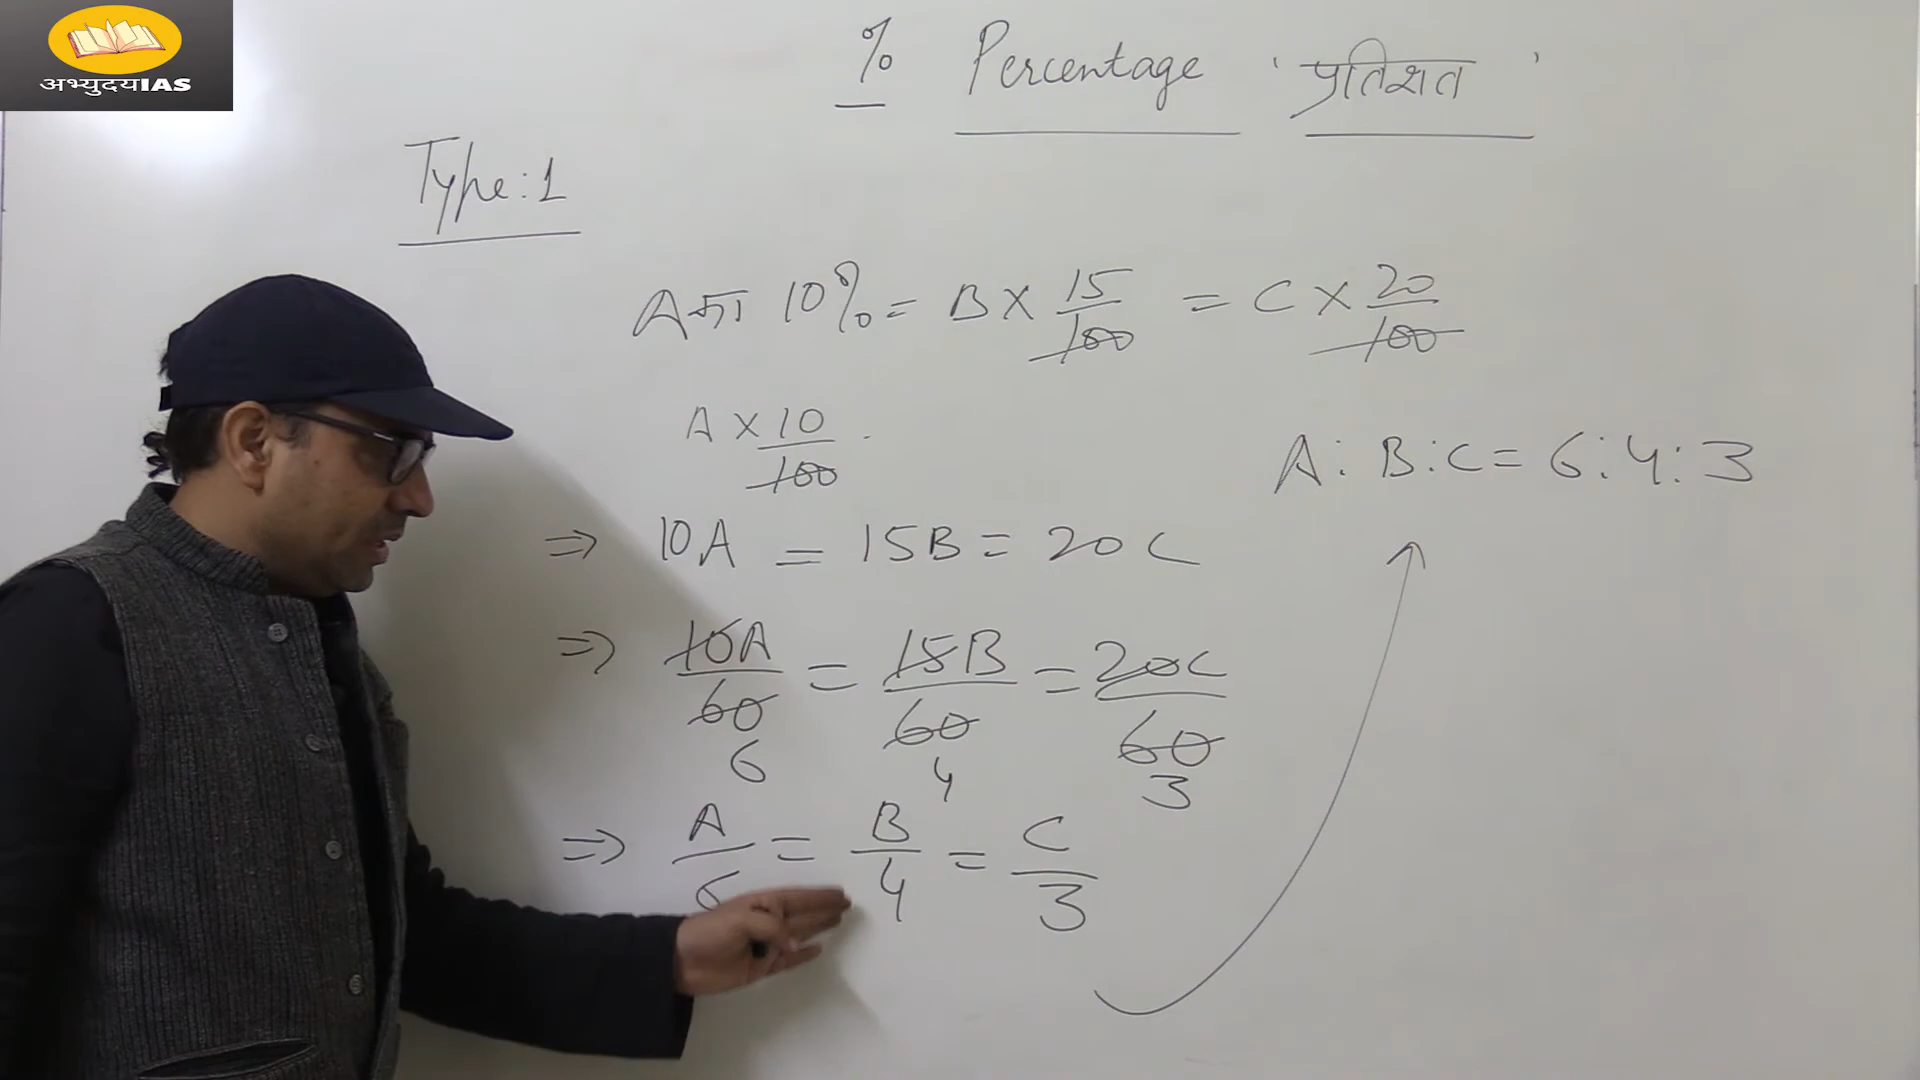 अभ्युदयIAS
% Percentage 'प्रतिशत'
Type:1
A का 10% = B × 15/100 = C × 20/100
A × 10/100
A : B : C = 6 : 4 : 3
⇒ 10A = 15B = 20C
⇒ 10A/60 = 15B/60 = 20C/60
6 4 3
⇒ A/6 = B/4 = C/3